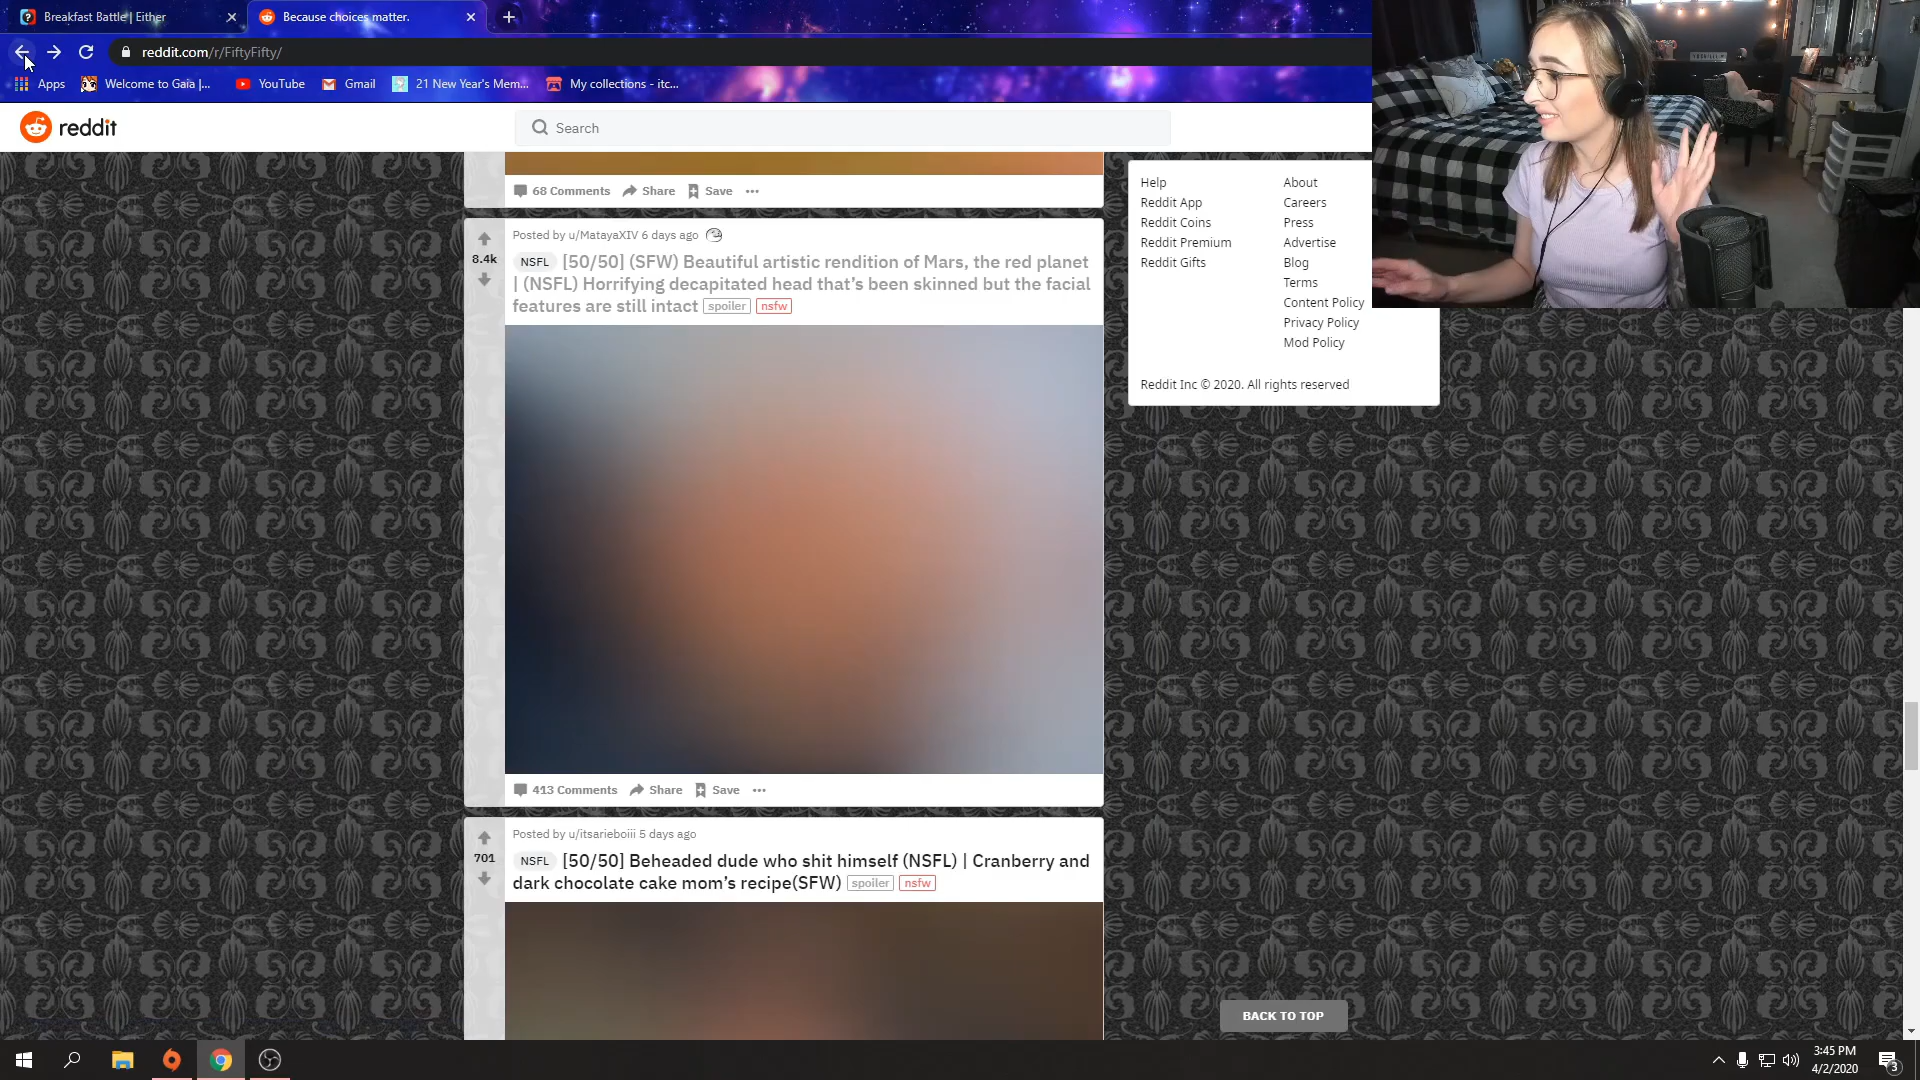 Breakfast Battle | Either
Because choices matter.
reddit.com/r/FiftyFifty/
Apps
Welcome to Gaia |...
YouTube
Gmail
21 New Year's Mem...
My collections - itc...
reddit
Search
68 Comments Share Save
Help
About
Reddit App
Careers
Reddit Coins
Press
Reddit Premium
Advertise
Reddit Gifts
Blog
Terms
Content Policy
Privacy Policy
Mod Policy
Reddit Inc © 2020. All rights reserved
Posted by u/MatayaXIV 6 days ago
8.4k
NSFL [50/50] (SFW) Beautiful artistic rendition of Mars, the red planet
| (NSFL) Horrifying decapitated head that's been skinned but the facial
features are still intact spoiler nsfw
413 Comments Share Save
Posted by u/itsarieboiii 5 days ago
701
NSFL [50/50] Beheaded dude who shit himself (NSFL) | Cranberry and
dark chocolate cake mom's recipe(SFW) spoiler nsfw
BACK TO TOP
3:45 PM
4/2/2020
3